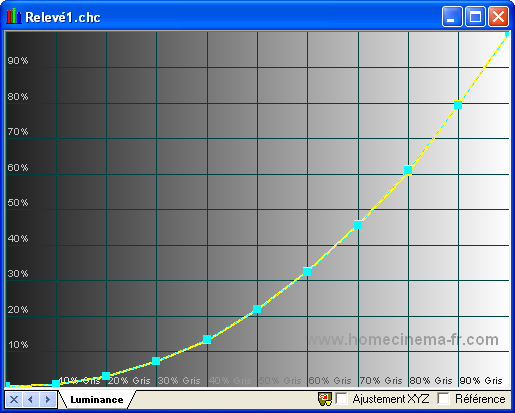 Relevé1.chc
90%
80%
70%
60%
50%
40%
30%
20%
10%
www.homecinema-fr.com
10% Gris 20% Gris 30% Gris 40% Gris 50% Gris 60% Gris 70% Gris 80% Gris 90% Gris
Luminance Ajustement XYZ Référence